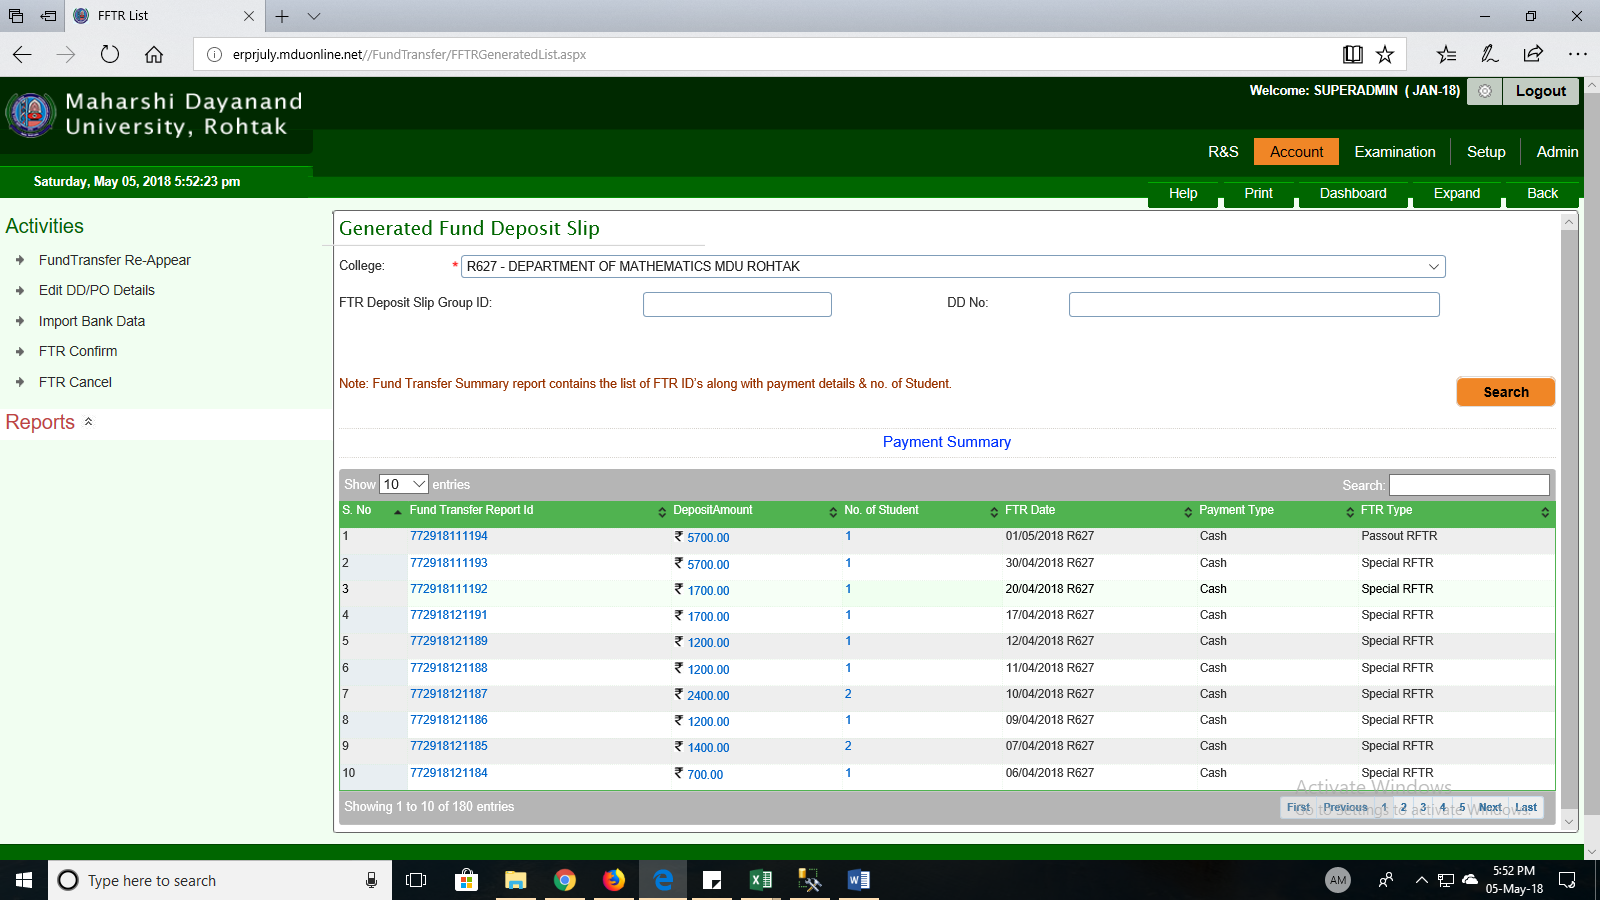 FFTR List
erprjuly.mduonline.net//FundTransfer/FFTRGeneratedList.aspx
Maharshi Dayanand
University, Rohtak
Welcome: SUPERADMIN ( JAN-18)
Logout
R&S Account Examination Setup Admin
Saturday, May 05, 2018 5:52:23 pm
Help Print Dashboard Expand Back
Activities
FundTransfer Re-Appear
Edit DD/PO Details
Import Bank Data
FTR Confirm
FTR Cancel
Reports
Generated Fund Deposit Slip
College: * R627 - DEPARTMENT OF MATHEMATICS MDU ROHTAK
FTR Deposit Slip Group ID: DD No:
Note: Fund Transfer Summary report contains the list of FTR ID's along with payment details & no. of Student.
Search
Payment Summary
Show 10 entries Search:
S. No Fund Transfer Report Id DepositAmount No. of Student FTR Date Payment Type FTR Type
1 772918111194 ₹ 5700.00 1 01/05/2018 R627 Cash Passout RFTR
2 772918111193 ₹ 5700.00 1 30/04/2018 R627 Cash Special RFTR
3 772918111192 ₹ 1700.00 1 20/04/2018 R627 Cash Special RFTR
4 772918121191 ₹ 1700.00 1 17/04/2018 R627 Cash Special RFTR
5 772918121189 ₹ 1200.00 1 12/04/2018 R627 Cash Special RFTR
6 772918121188 ₹ 1200.00 1 11/04/2018 R627 Cash Special RFTR
7 772918121187 ₹ 2400.00 2 10/04/2018 R627 Cash Special RFTR
8 772918121186 ₹ 1200.00 1 09/04/2018 R627 Cash Special RFTR
9 772918121185 ₹ 1400.00 2 07/04/2018 R627 Cash Special RFTR
10 772918121184 ₹ 700.00 1 06/04/2018 R627 Cash Special RFTR
Activate Windows
Go to Settings to activate Windows.
Showing 1 to 10 of 180 entries First Previous 1 2 3 4 5 Next Last
Type here to search
AM
5:52 PM
05-May-18